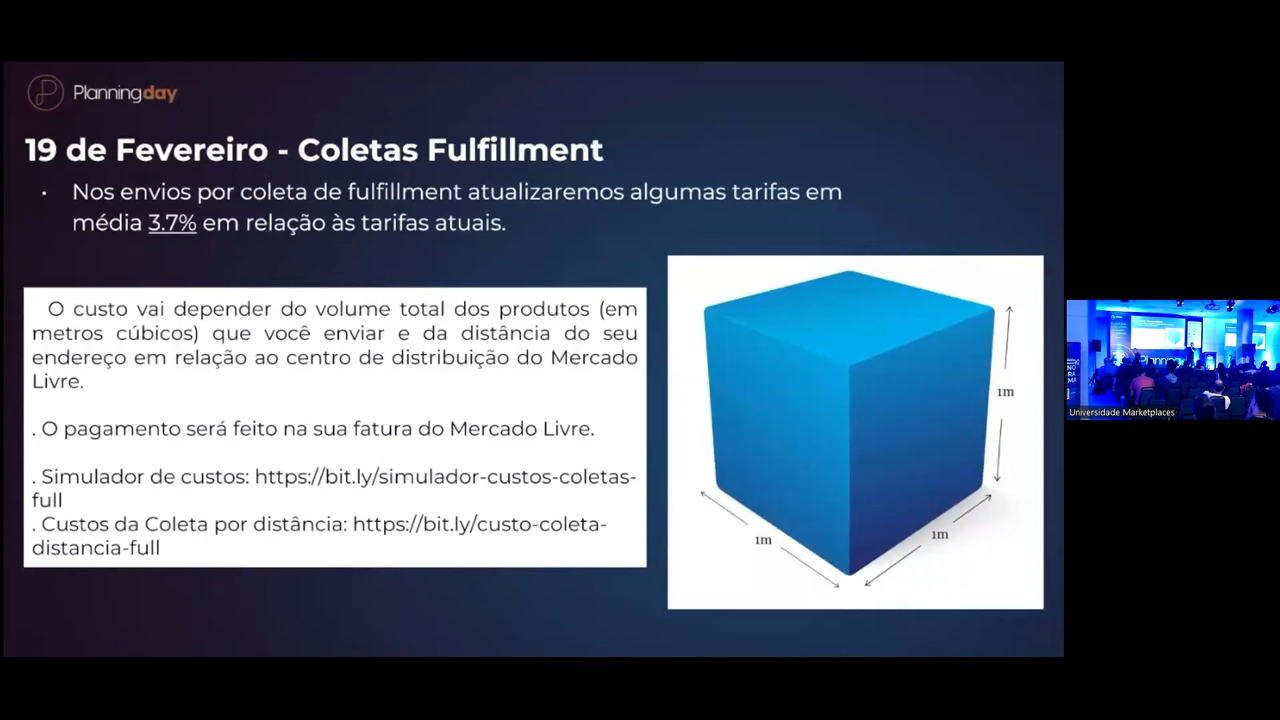 Planningday
19 de Fevereiro - Coletas Fulfillment
• Nos envios por coleta de fulfillment atualizaremos algumas tarifas em
média 3.7% em relação às tarifas atuais.
O custo vai depender do volume total dos produtos (em
metros cúbicos) que você enviar e da distância do seu
endereço em relação ao centro de distribuição do Mercado
Livre.
. O pagamento será feito na sua fatura do Mercado Livre.
. Simulador de custos: https://bit.ly/simulador-custos-coletas-
full
. Custos da Coleta por distância: https://bit.ly/custo-coleta-
distancia-full
1m
1m
1m
Universidade Marketplaces